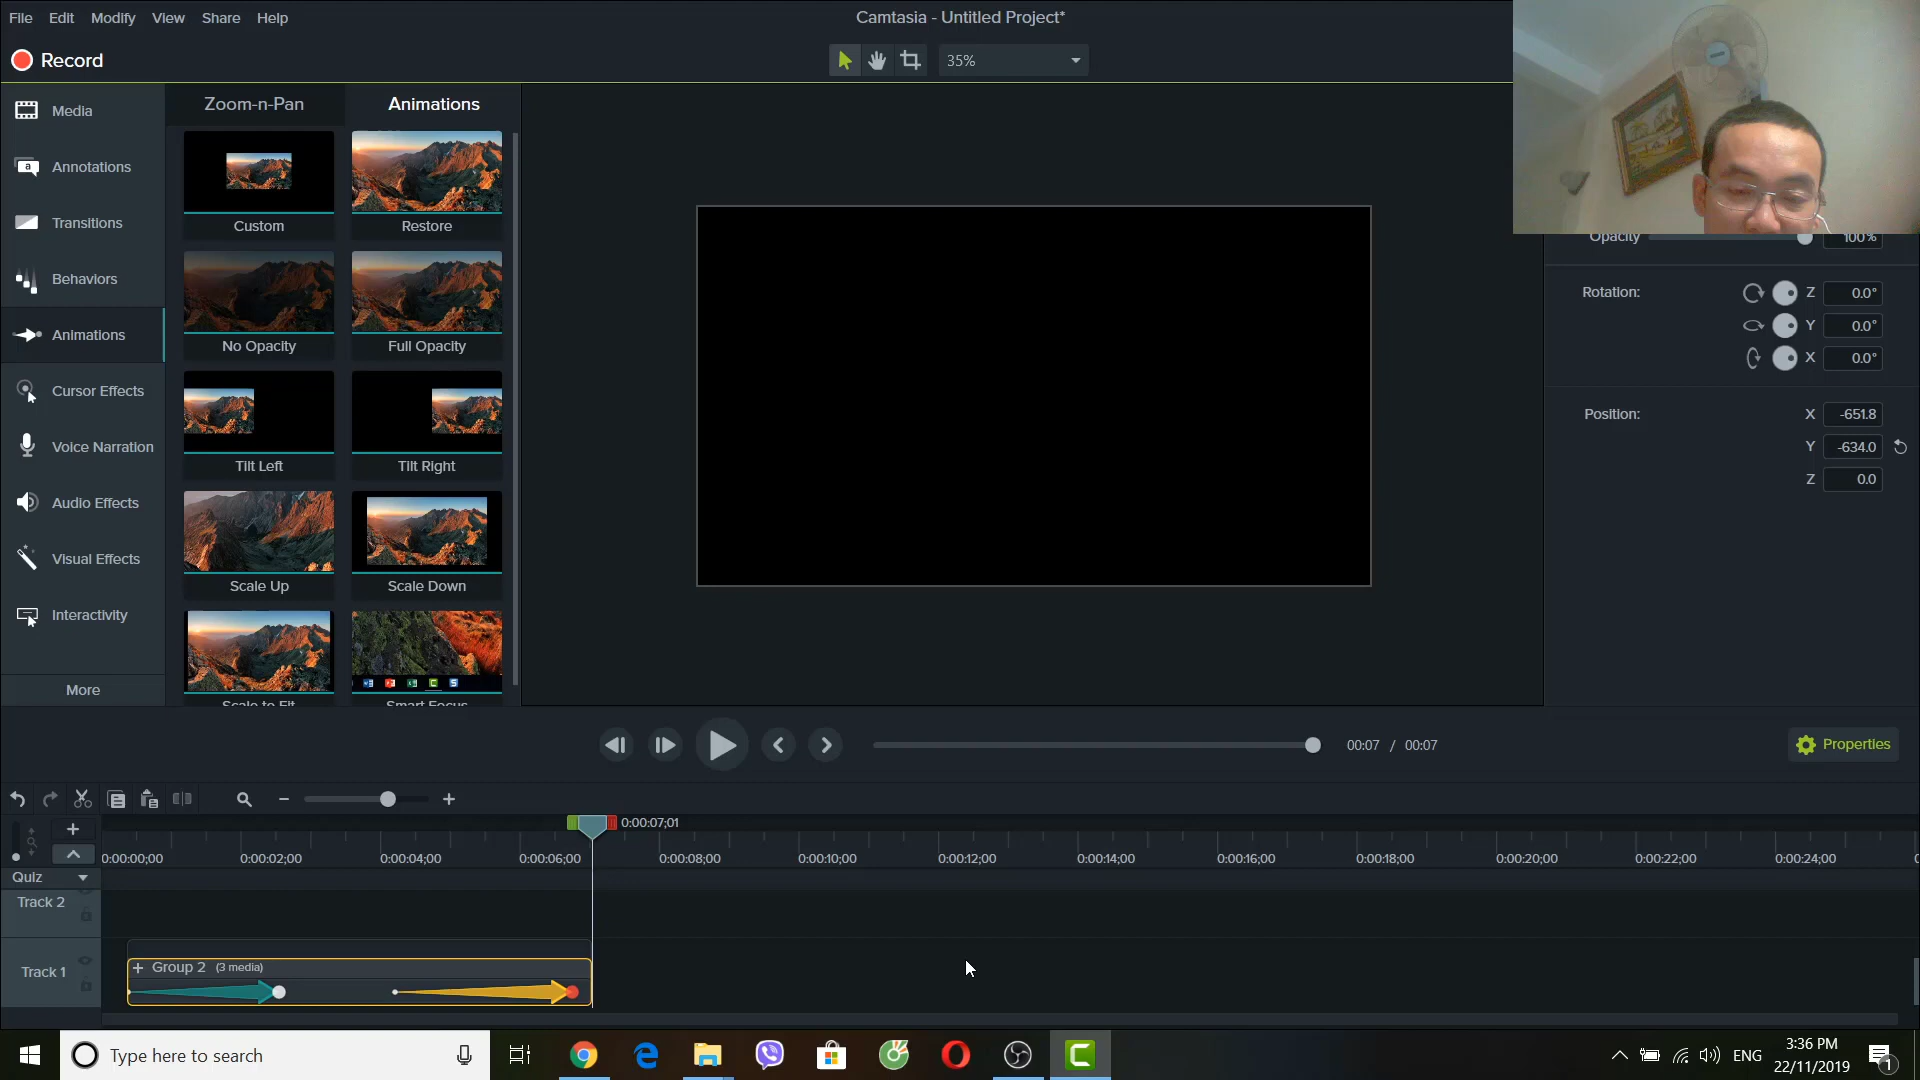 File Edit Modify View Share Help
Camtasia - Untitled Project*
Record
35%
Media
Annotations
Transitions
Behaviors
Animations
Cursor Effects
Voice Narration
Audio Effects
Visual Effects
Interactivity
More
Zoom-n-Pan
Animations
Custom
Restore
No Opacity
Full Opacity
Tilt Left
Tilt Right
Scale Up
Scale Down
Scale to Fit
Smart Focus
Opacity 100%
Rotation: Z 0.0°
Y 0.0°
X 0.0°
Position: X -651.8
Y -634.0
Z 0.0
00:07 / 00:07
Properties
0:00:07;01
0:00:00;00 0:00:02;00 0:00:04;00 0:00:06;00 0:00:08;00 0:00:10;00 0:00:12;00 0:00:14;00 0:00:16;00 0:00:18;00 0:00:20;00 0:00:22;00 0:00:24;00
Quiz
Track 2
Track 1
+ Group 2 (3 media)
Type here to search
ENG
3:36 PM
22/11/2019
1